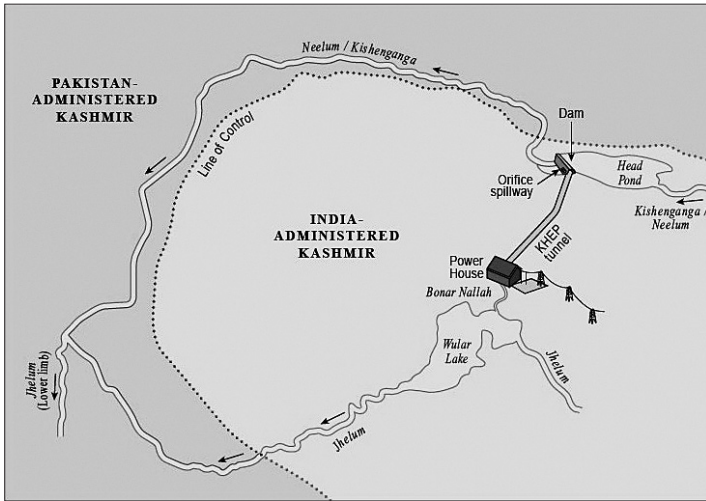 Neelum / Kishenganga
PAKISTAN-
ADMINISTERED
KASHMIR
Line of Control
Dam
Head
Pond
Orifice
spillway
Kishenganga /
Neelum
INDIA-
ADMINISTERED
KASHMIR
KHEP
tunnel
Power
House
Bonar Nallah
Wular
Lake
Jhelum
Jhelum
(Lower limb)
Jhelum